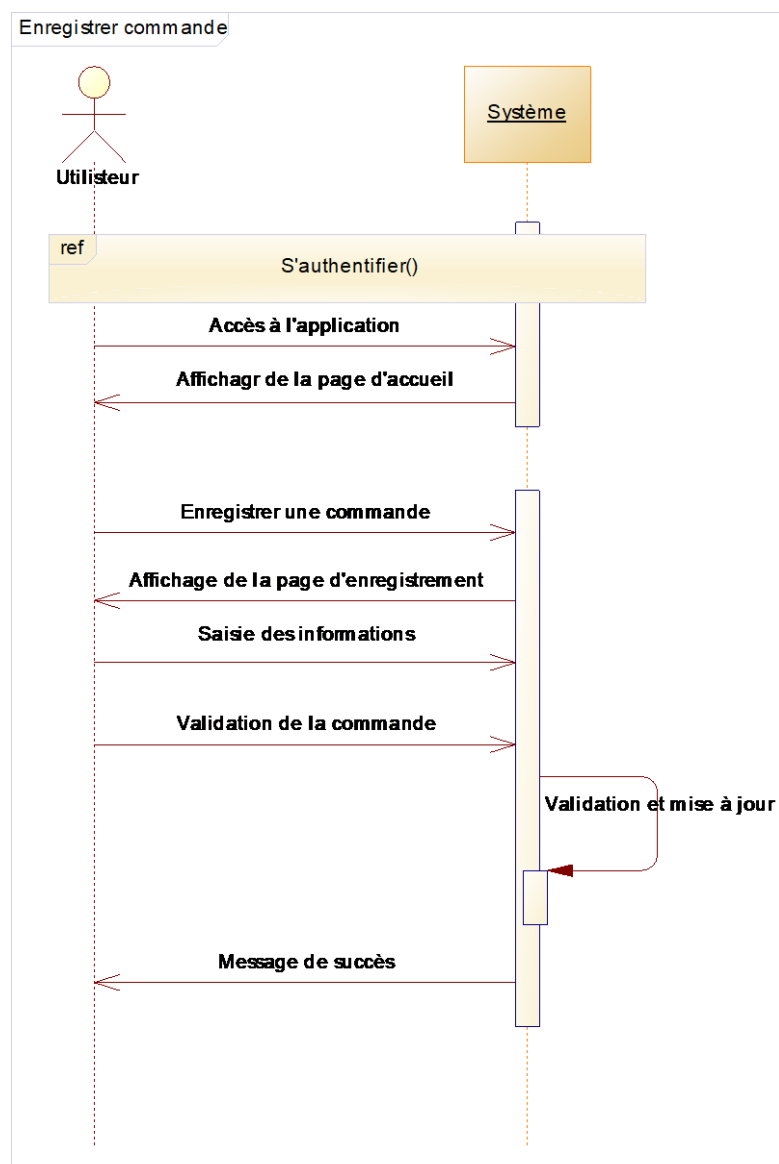 Enregistrer commande
Système
Utilisteur
ref
S'authentifier()
Accès à l'application
Affichagr de la page d'accueil
Enregistrer une commande
Affichage de la page d'enregistrement
Saisie des informations
Validation de la commande
Validation et mise à jour
Message de succès